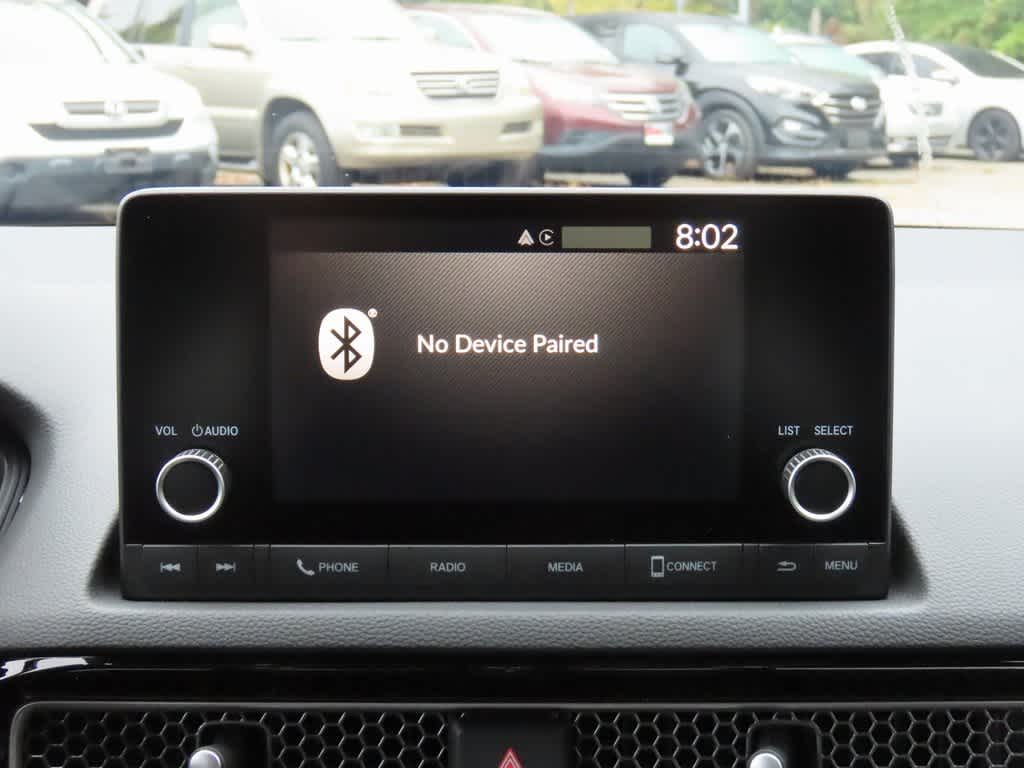 8:02
No Device Paired
VOL AUDIO
LIST SELECT
PHONE RADIO MEDIA CONNECT MENU